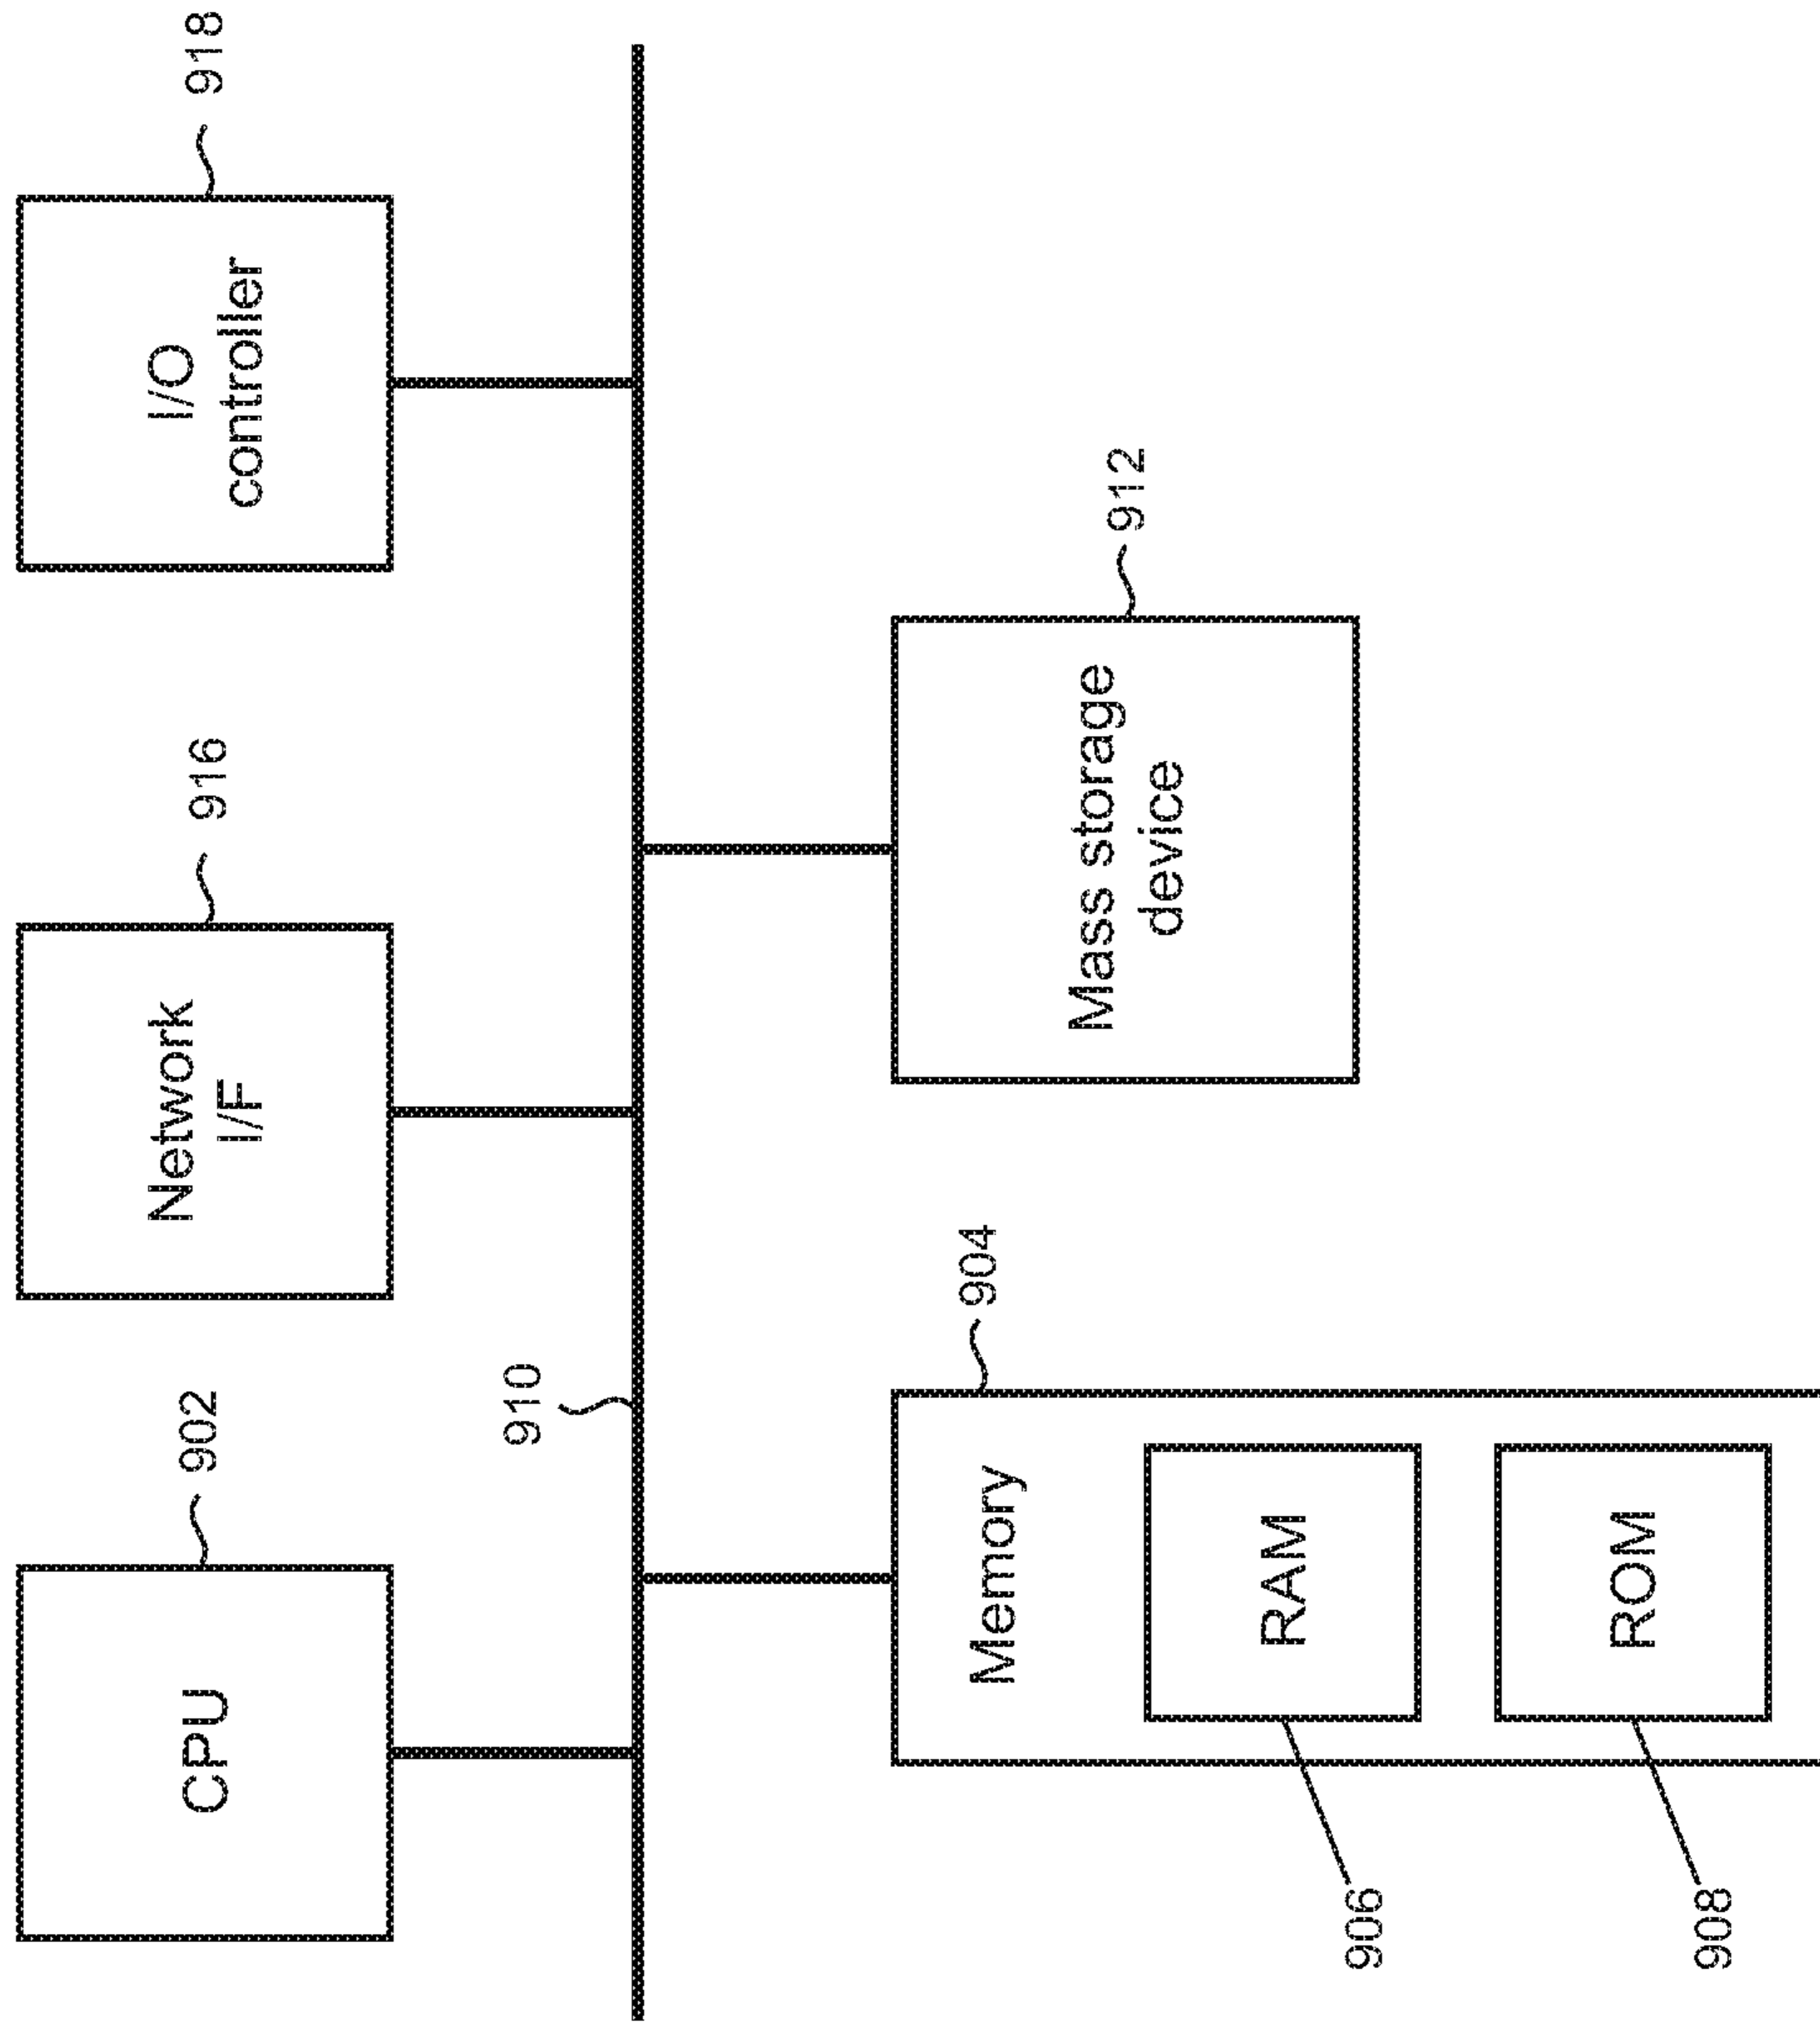 902
CPU
916
Network
I/F
918
I/O
controller
910
904
Memory
RAM
906
ROM
908
912
Mass storage
device